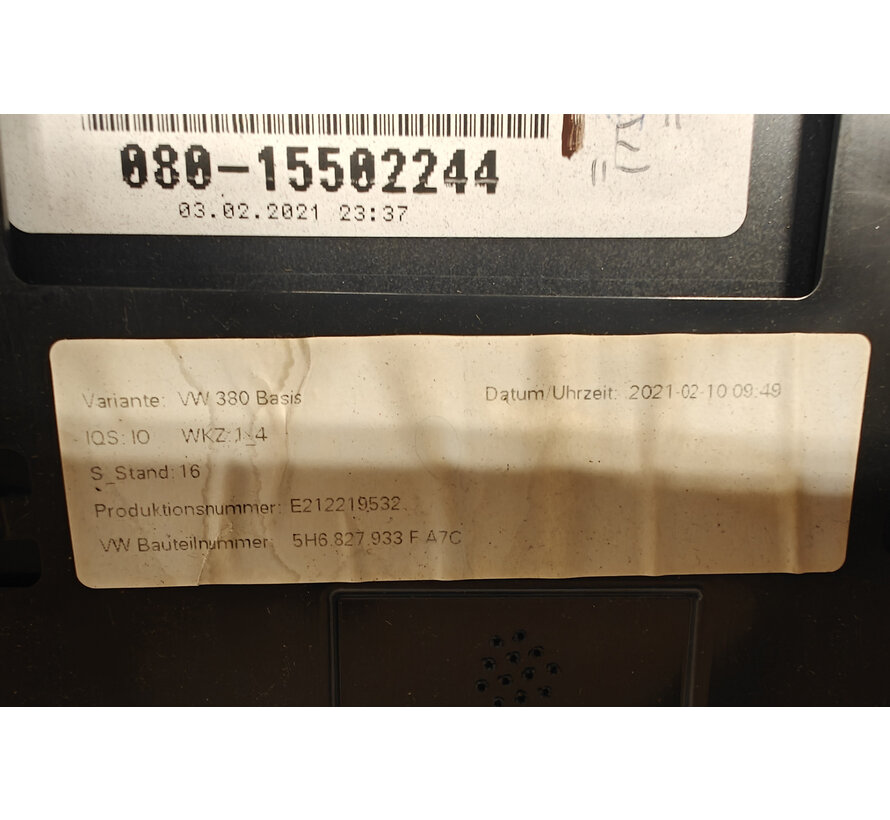 080-15502244
03.02.2021 23:37
Variante: VW 380 Basis
Datum/Uhrzeit: 2021-02-10 09:49
IQS: IO WKZ:1_4
S_Stand:16
Produktionsnummer: E212219532
VW Bauteilnummer: 5H6.827.933 F A7C